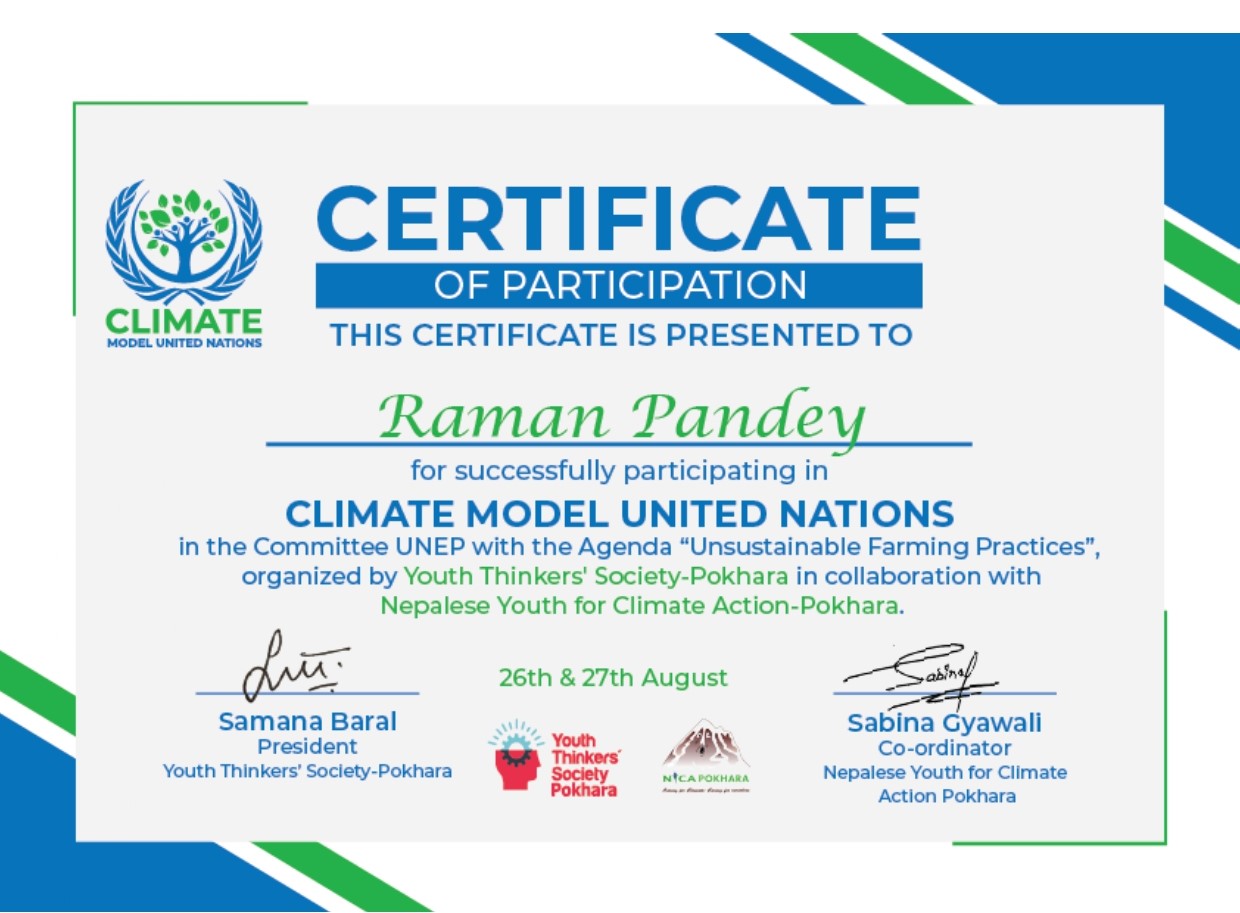 CERTIFICATE
OF PARTICIPATION
THIS CERTIFICATE IS PRESENTED TO
CLIMATE
MODEL UNITED NATIONS
Raman Pandey
for successfully participating in
CLIMATE MODEL UNITED NATIONS
in the Committee UNEP with the Agenda “Unsustainable Farming Practices”,
organized by Youth Thinkers' Society-Pokhara in collaboration with
Nepalese Youth for Climate Action-Pokhara.
Samana Baral
President
Youth Thinkers’ Society-Pokhara
26th & 27th August
Youth
Thinkers’
Society
Pokhara
NYCA POKHARA
Sabina
Sabina Gyawali
Co-ordinator
Nepalese Youth for Climate
Action Pokhara